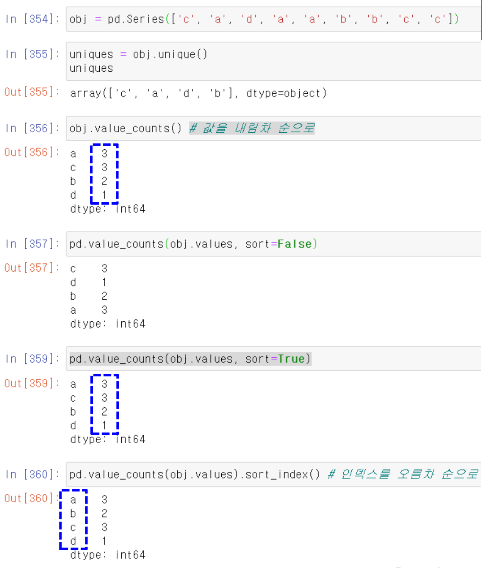 In [354]: obj = pd.Series(['c', 'a', 'd', 'a', 'a', 'b', 'b', 'c', 'c'])
In [355]: uniques = obj.unique()
uniques
Out[355]: array(['c', 'a', 'd', 'b'], dtype=object)
In [356]: obj.value_counts() # 값을 내림차 순으로
Out[356]: a 3
c 3
b 2
d 1
dtype: int64
In [357]: pd.value_counts(obj.values, sort=False)
Out[357]: c 3
d 1
b 2
a 3
dtype: int64
In [359]: pd.value_counts(obj.values, sort=True)
Out[359]: a 3
c 3
b 2
d 1
dtype: int64
In [360]: pd.value_counts(obj.values).sort_index() # 인덱스를 오름차 순으로
Out[360]: a 3
b 2
c 3
d 1
dtype: int64